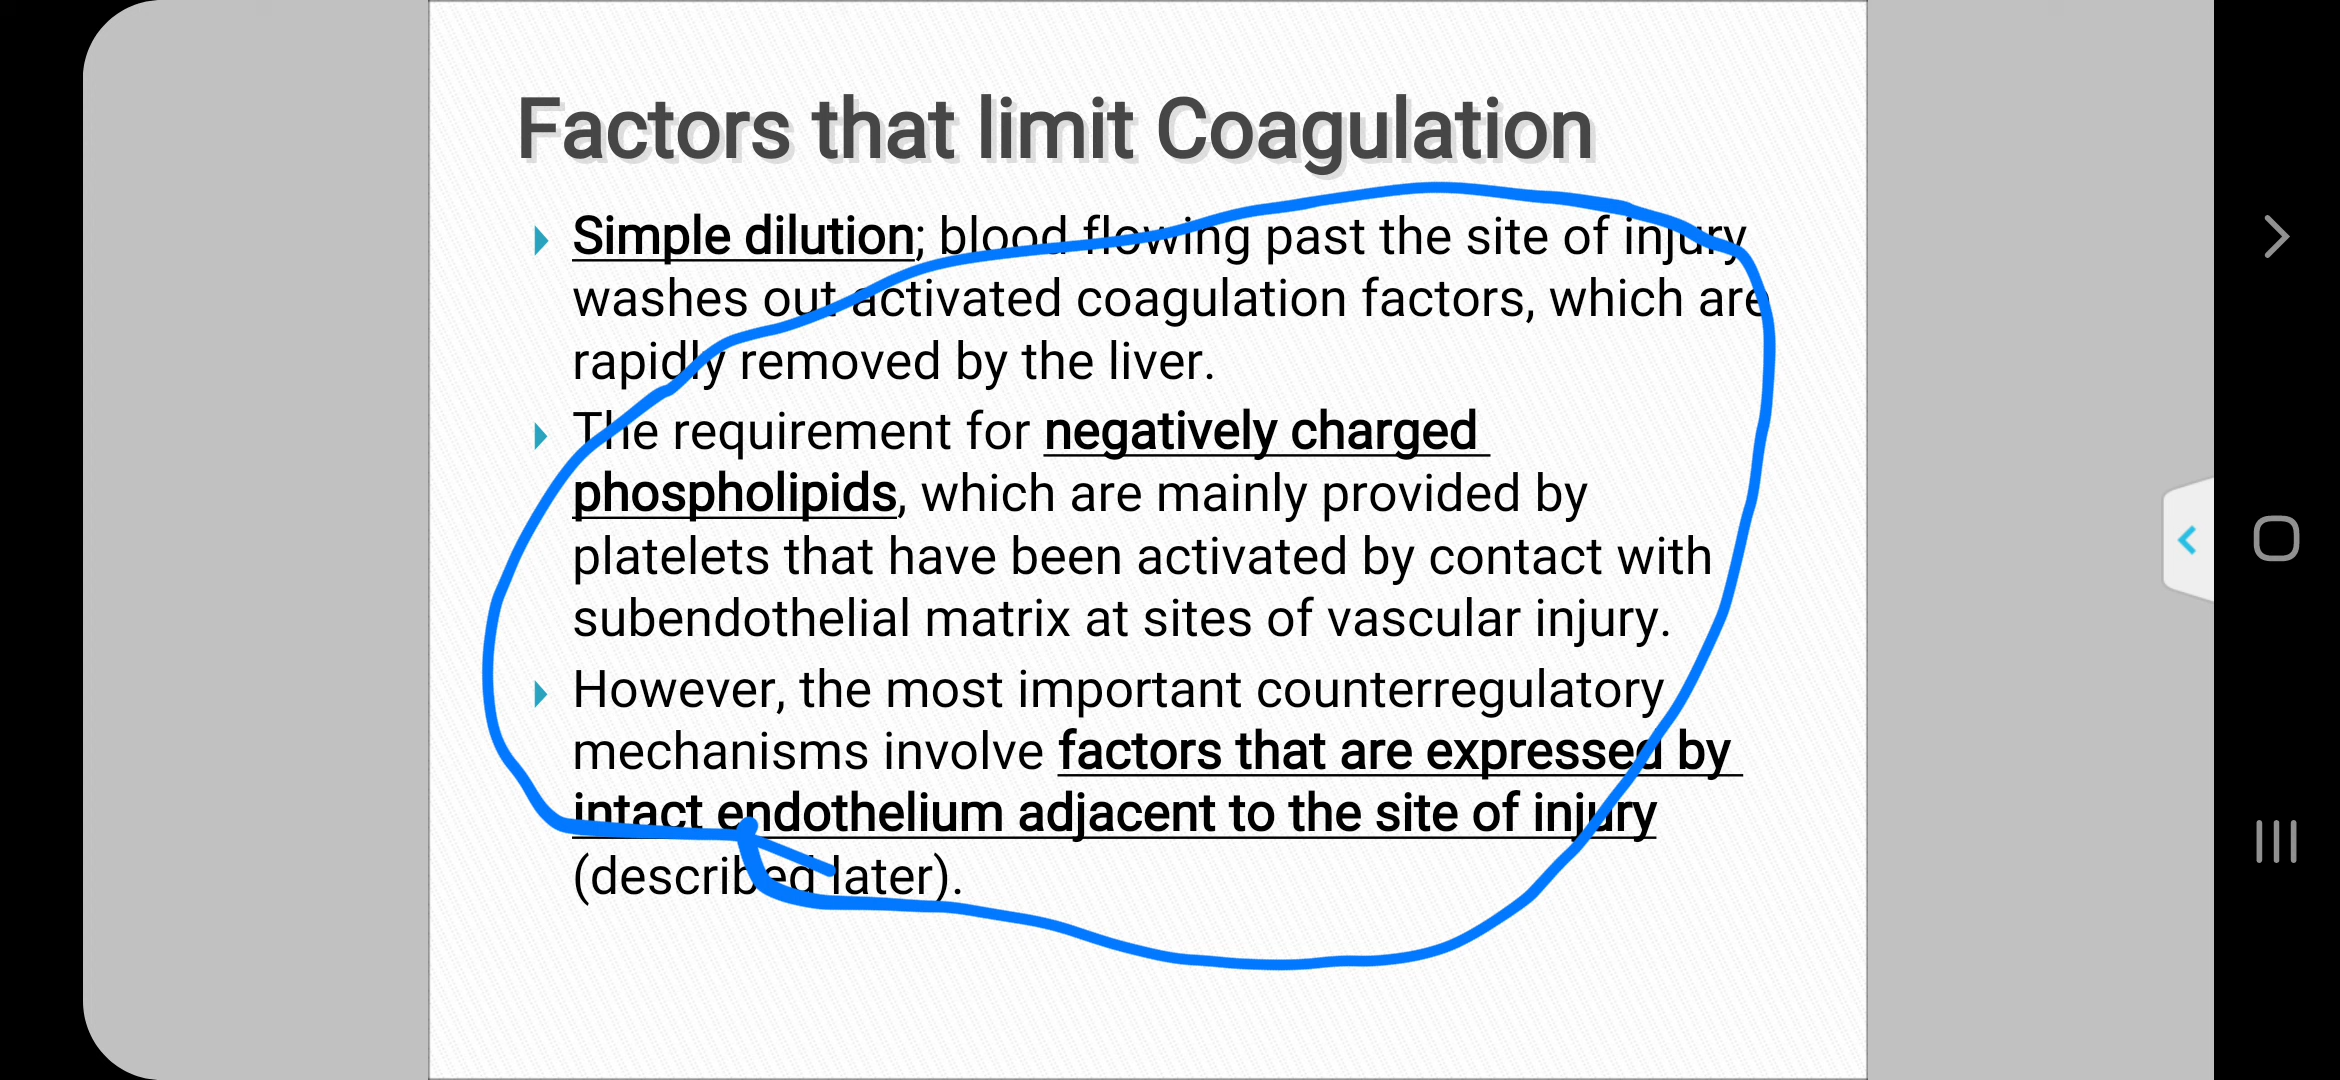 Factors that limit Coagulation
Simple dilution; blood flowing past the site of injury
washes out activated coagulation factors, which are
rapidly removed by the liver.
The requirement for negatively charged
phospholipids, which are mainly provided by
platelets that have been activated by contact with
subendothelial matrix at sites of vascular injury.
However, the most important counterregulatory
mechanisms involve factors that are expressed by
intact endothelium adjacent to the site of injury
(described later).